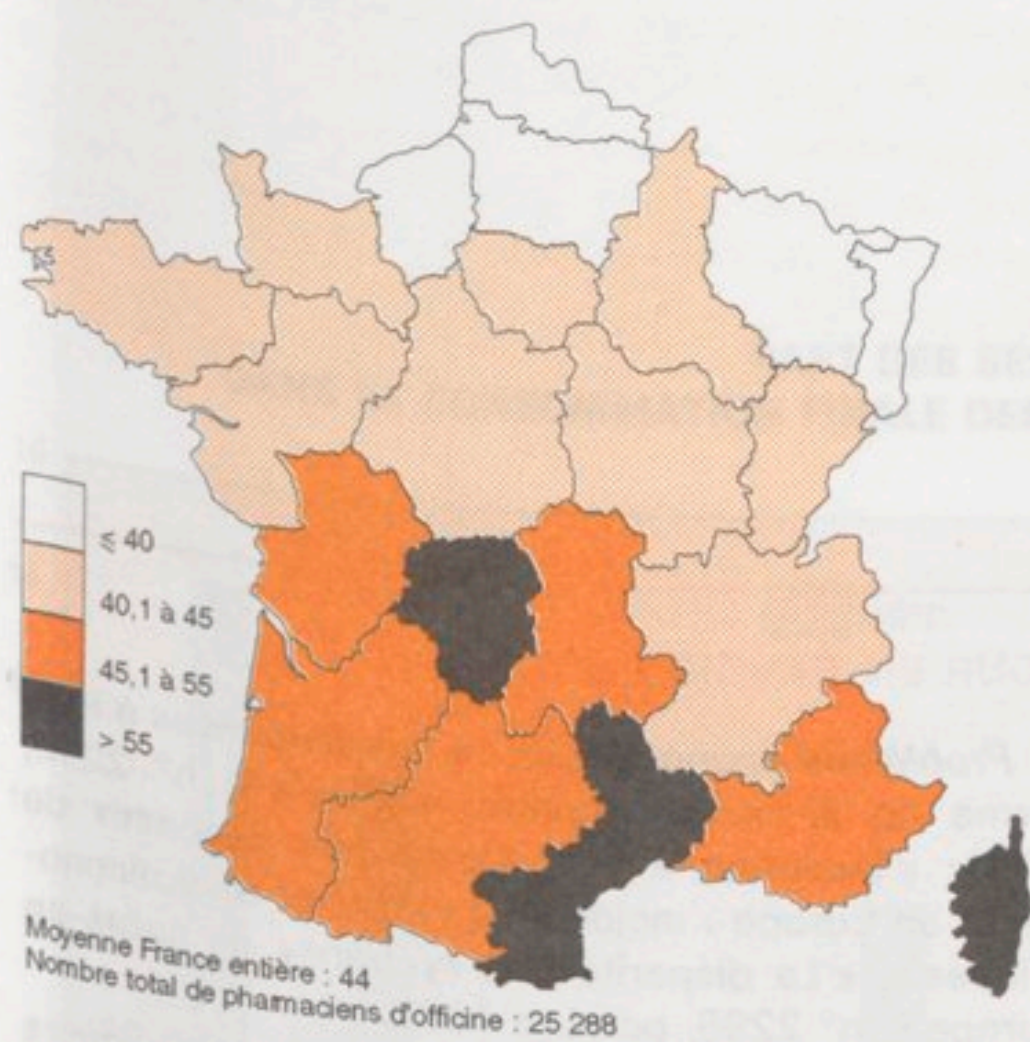 ≤ 40
40,1 à 45
45,1 à 55
> 55
Moyenne France entière : 44
Nombre total de pharmaciens d'officine : 25 288